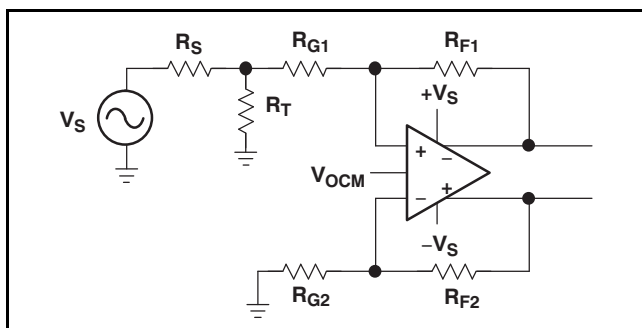 R_S
R_G1
R_F1
+V_S
V_S
R_T
+
−
V_OCM
−
+
−V_S
R_G2
R_F2